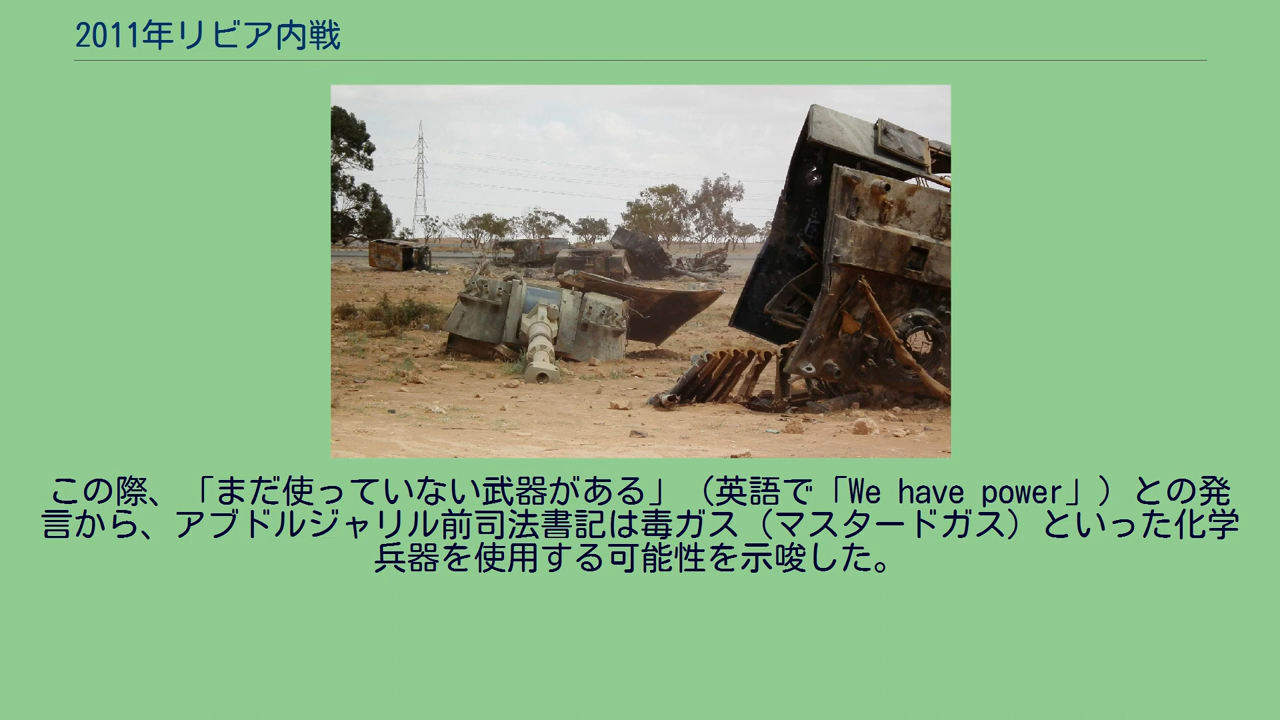 2011年リビア内戦
この際、「まだ使っていない武器がある」（英語で「We have power」）との発
言から、アブドルジャリル前司法書記は毒ガス（マスタードガス）といった化学
兵器を使用する可能性を示唆した。